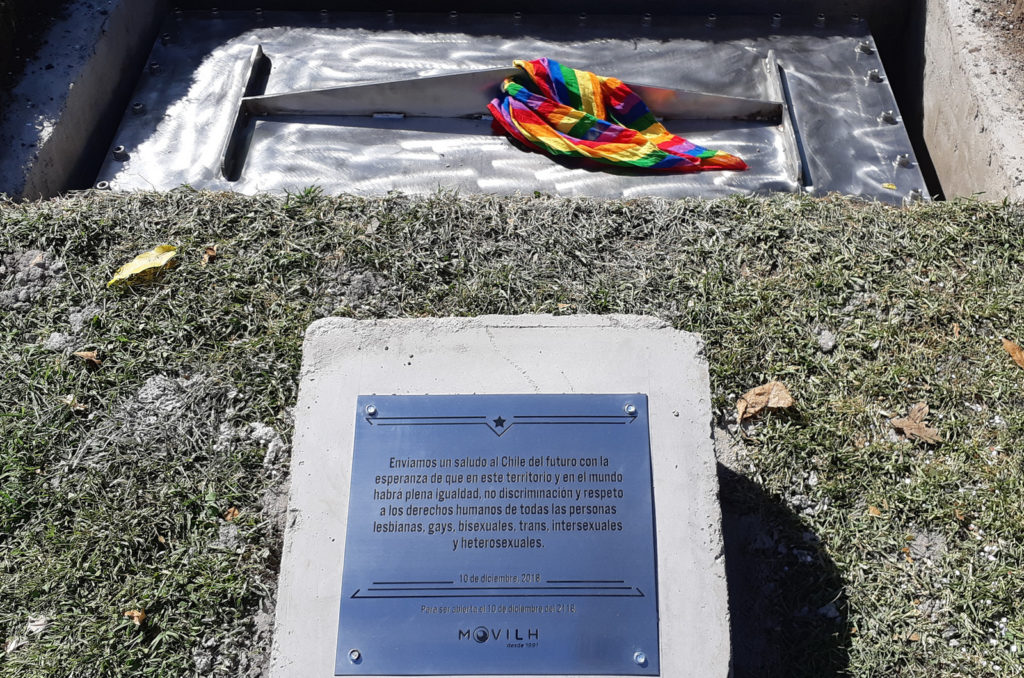 Enviamos un saludo al Chile del futuro con la
esperanza de que en este territorio y en el mundo
habrá plena igualdad, no discriminación y respeto
a los derechos humanos de todas las personas
lesbianas, gays, bisexuales, trans, intersexuales
y heterosexuales.
10 de diciembre, 2018
Para ser abierta el 10 de diciembre del 2118
MOVILH
desde 1991